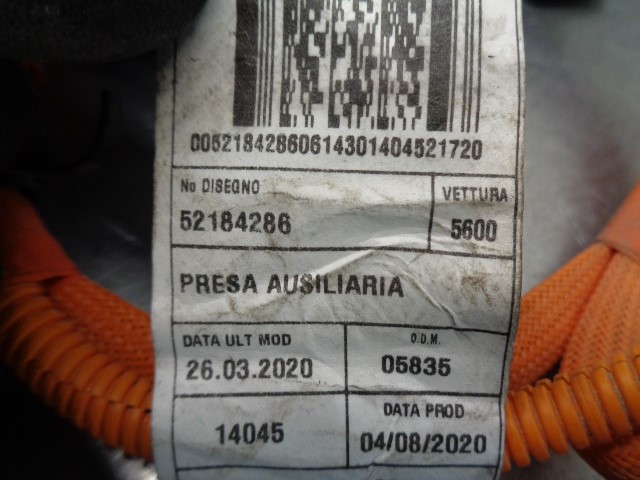 00521842860614301404521720
No DISEGNO
52184286
VETTURA
5600
PRESA AUSILIARIA
DATA ULT MOD
26.03.2020
O.D.M.
05835
14045
DATA PROD
04/08/2020